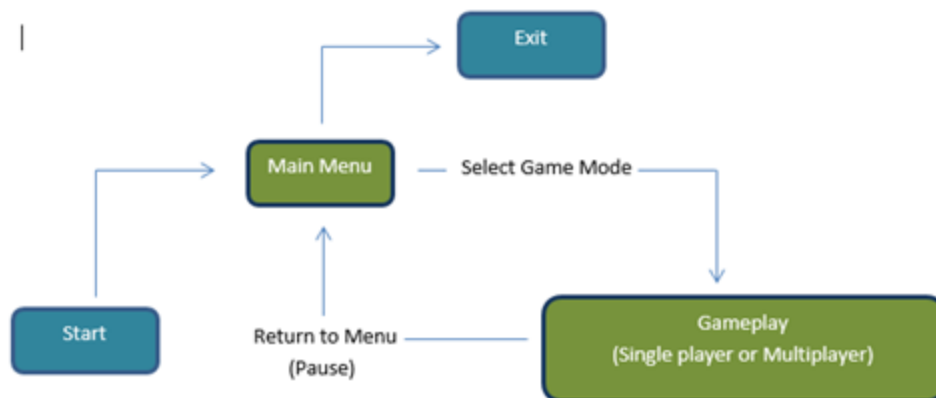 Exit
Main Menu
Select Game Mode
Start
Return to Menu
(Pause)
Gameplay
(Single player or Multiplayer)